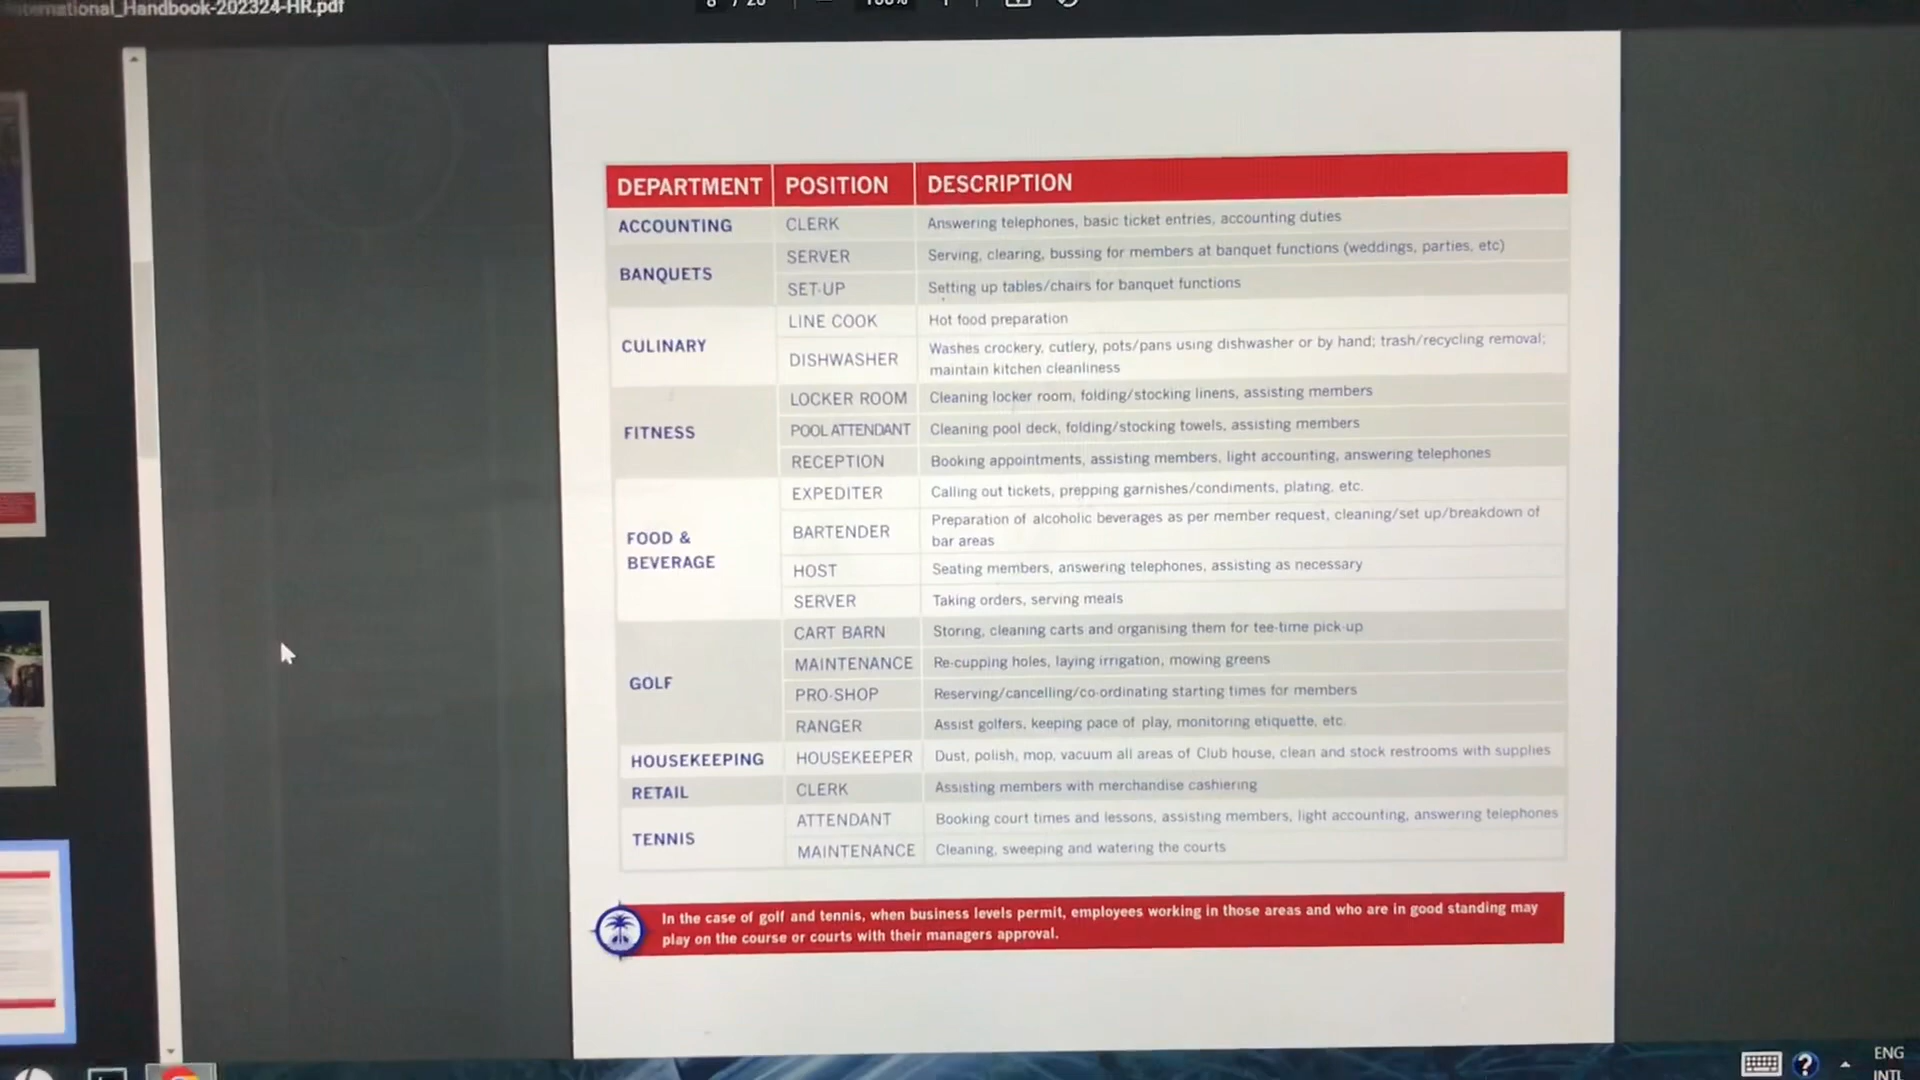 International_Handbook-202324-HR.pdf
DEPARTMENT POSITION DESCRIPTION
ACCOUNTING CLERK Answering telephones, basic ticket entries, accounting duties
BANQUETS
SERVER Serving, clearing, bussing for members at banquet functions (weddings, parties, etc)
SET-UP Setting up tables/chairs for banquet functions
CULINARY
LINE COOK Hot food preparation
DISHWASHER Washes crockery, cutlery, pots/pans using dishwasher or by hand; trash/recycling removal;
maintain kitchen cleanliness
FITNESS
LOCKER ROOM Cleaning locker room, folding/stocking linens, assisting members
POOL ATTENDANT Cleaning pool deck, folding/stocking towels, assisting members
RECEPTION Booking appointments, assisting members, light accounting, answering telephones
FOOD &
BEVERAGE
EXPEDITER Calling out tickets, prepping garnishes/condiments, plating, etc.
BARTENDER Preparation of alcoholic beverages as per member request, cleaning/set up/breakdown of
bar areas
HOST Seating members, answering telephones, assisting as necessary
SERVER Taking orders, serving meals
GOLF
CART BARN Storing, cleaning carts and organising them for tee-time pick-up
MAINTENANCE Re-cupping holes, laying irrigation, mowing greens
PRO-SHOP Reserving/cancelling/co-ordinating starting times for members
RANGER Assist golfers, keeping pace of play, monitoring etiquette, etc.
HOUSEKEEPING HOUSEKEEPER Dust, polish, mop, vacuum all areas of Club house, clean and stock restrooms with supplies
RETAIL CLERK Assisting members with merchandise cashiering
TENNIS
ATTENDANT Booking court times and lessons, assisting members, light accounting, answering telephones
MAINTENANCE Cleaning, sweeping and watering the courts
In the case of golf and tennis, when business levels permit, employees working in those areas and who are in good standing may
play on the course or courts with their managers approval.
ENG
INTL